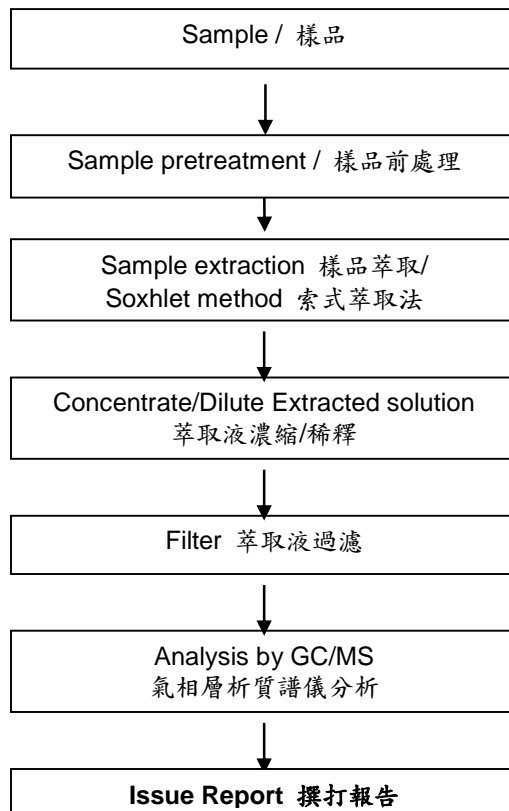 Sample / 樣品
Sample pretreatment / 樣品前處理
Sample extraction 樣品萃取/
Soxhlet method 索式萃取法
Concentrate/Dilute Extracted solution
萃取液濃縮/稀釋
Filter 萃取液過濾
Analysis by GC/MS
氣相層析質譜儀分析
Issue Report 撰打報告